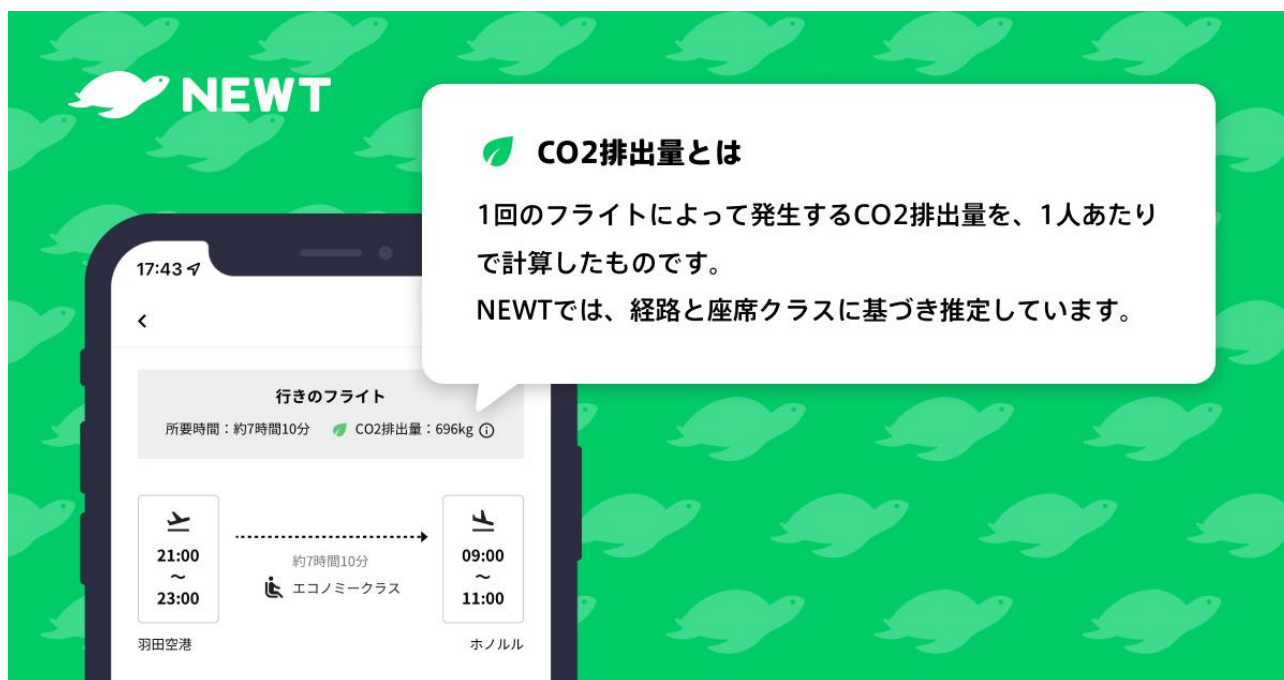 NEWT
CO2排出量とは
1回のフライトによって発生するCO2排出量を、1人あたり
で計算したものです。
NEWTでは、経路と座席クラスに基づき推定しています。
17:43
行きのフライト
所要時間：約7時間10分 CO2排出量：696kg
21:00
～
23:00
約7時間10分
エコノミークラス
09:00
～
11:00
羽田空港
ホノルル